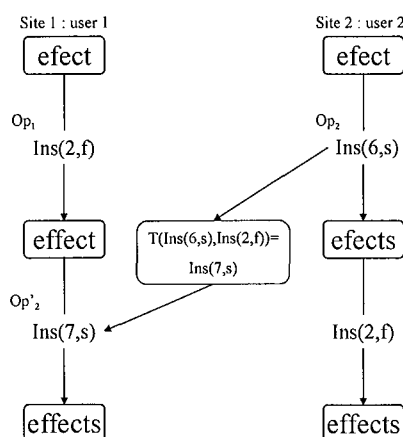 Site 1 : user 1
Site 2 : user 2
efect
efect
Op₁
Op₂
Ins(2,f)
Ins(6,s)
effect
T(Ins(6,s),Ins(2,f))=
Ins(7,s)
efects
Op'₂
Ins(7,s)
Ins(2,f)
effects
effects